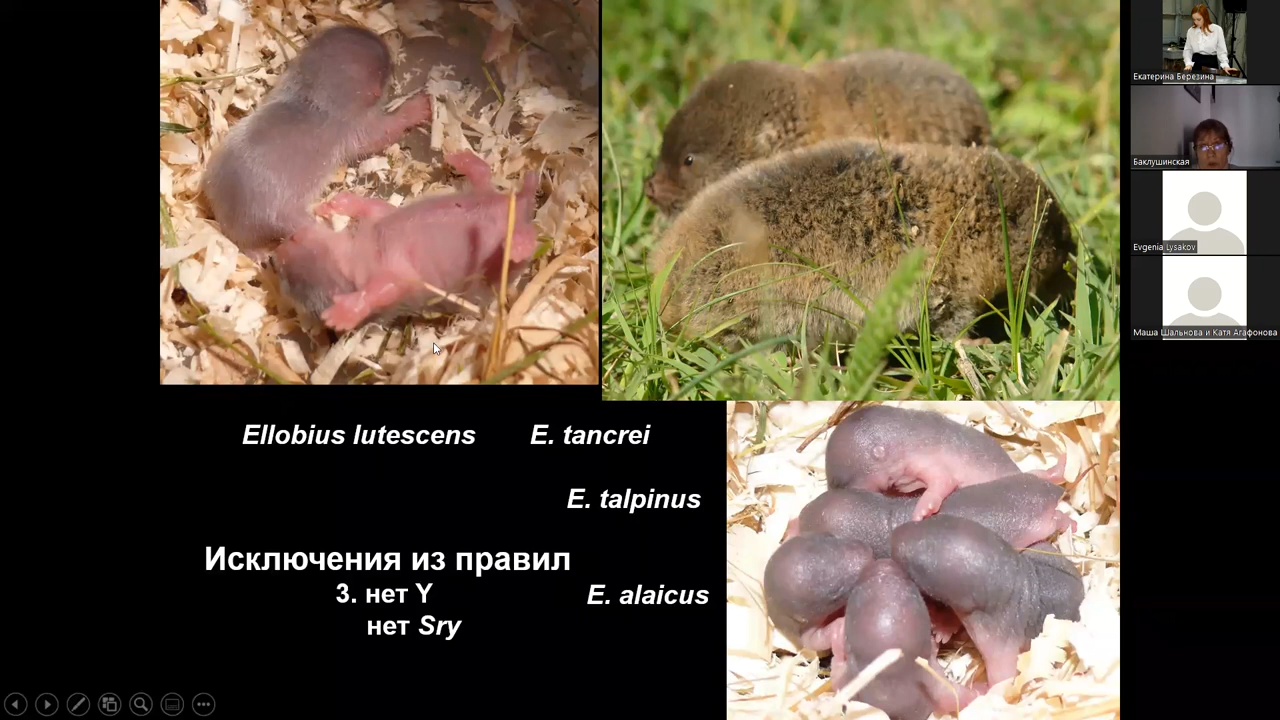 Ellobius lutescens
E. tancrei
E. talpinus
Исключения из правил
3. нет Y
E. alaicus
нет Sry
Екатерина Березина
Баклушинская
Evgenia Lysakov
Маша Шальнова и Катя Агафонова